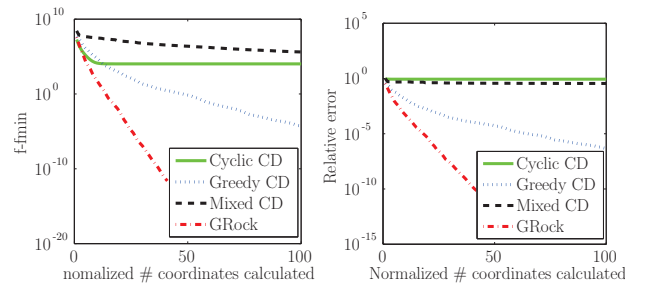 10^10
10^0
10^-10
10^-20
f-fmin
0
50
100
nomalized # coordinates calculated
Cyclic CD
Greedy CD
Mixed CD
GRock
10^5
10^0
10^-5
10^-10
10^-15
Relative error
0
50
100
Normalized # coordinates calculated
Cyclic CD
Greedy CD
Mixed CD
GRock